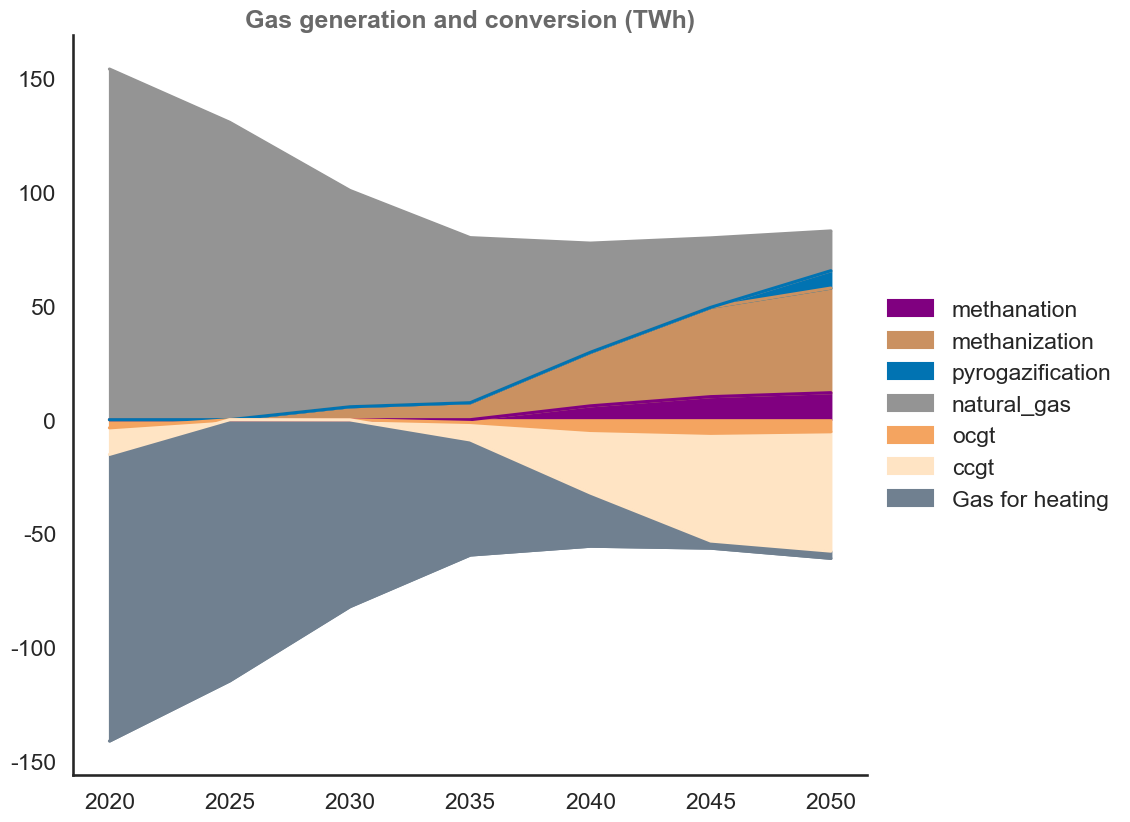 Gas generation and conversion (TWh)
150
100
50
0
-50
-100
-150
2020 2025 2030 2035 2040 2045 2050
methanation
methanization
pyrogazification
natural_gas
ocgt
ccgt
Gas for heating